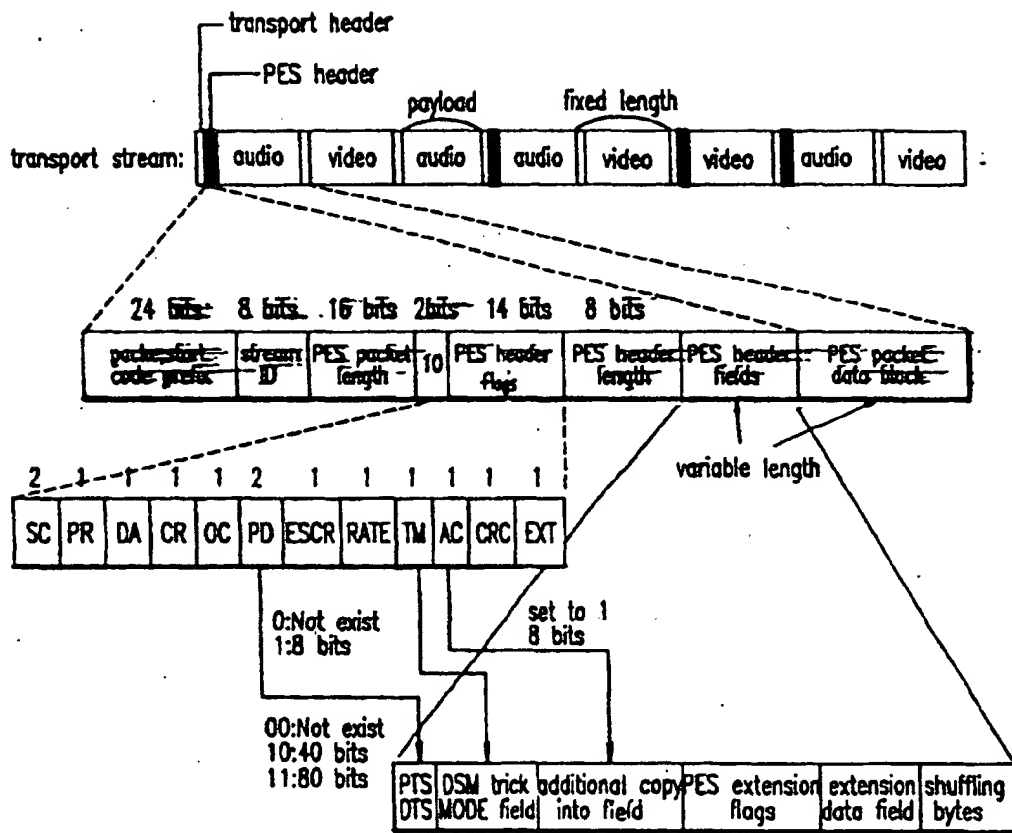 transport header
PES header
payload
fixed length
transport stream:
audio
video
audio
audio
video
video
audio
video
24 bits
8 bits
16 bits
2bits
14 bits
8 bits
packe start code prefix
stream ID
PES packet length
10
PES header flags
PES header length
PES header fields
PES packet data block
variable length
2 1 1 1 1 2 1 1 1 1 1 1
SC PR DA CR OC PD ESCR RATE TM AC CRC EXT
0:Not exist
1:8 bits
set to 1
8 bits
00:Not exist
10:40 bits
11:80 bits
PTS DTS
DSM trick MODE field
additional copy into field
PES extension flags
extension data field
shuffling bytes